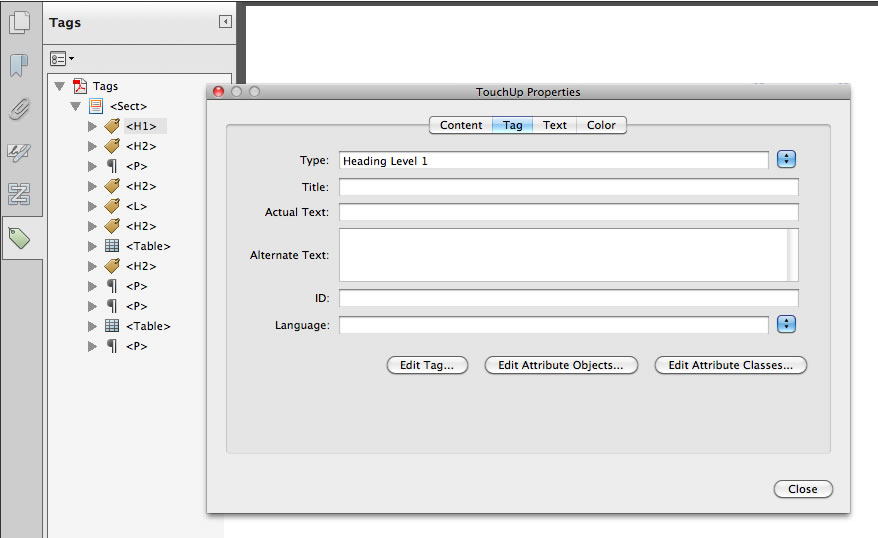 Tags
Tags
<Sect>
<H1>
<H2>
<P>
<H2>
<L>
<H2>
<Table>
<H2>
<P>
<P>
<Table>
<P>
TouchUp Properties
Content Tag Text Color
Type: Heading Level 1
Title:
Actual Text:
Alternate Text:
ID:
Language:
Edit Tag... Edit Attribute Objects... Edit Attribute Classes...
Close